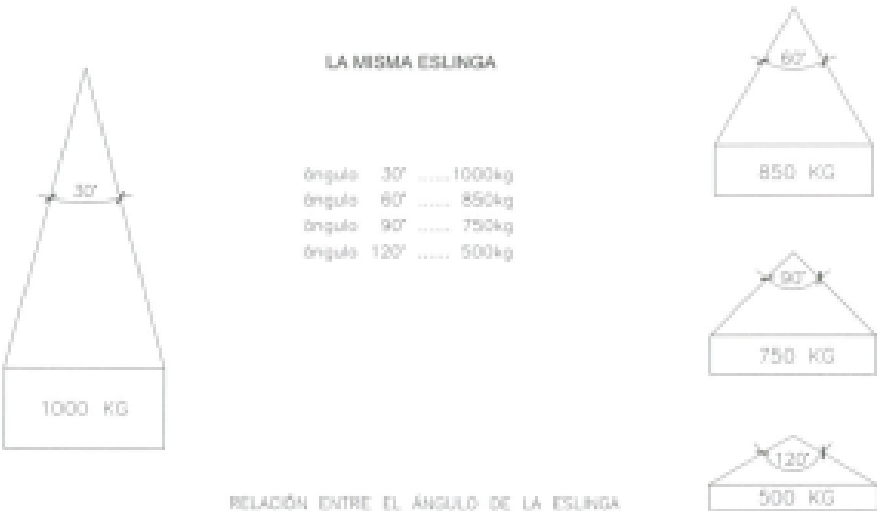 LA MISMA ESLINGA
30°
60°
850 KG
ángulo 30° ..... 1000kg
ángulo 60° ..... 850kg
ángulo 90° ..... 750kg
ángulo 120° ..... 500kg
90°
750 KG
1000 KG
120°
500 KG
RELACIÓN ENTRE EL ÁNGULO DE LA ESLINGA